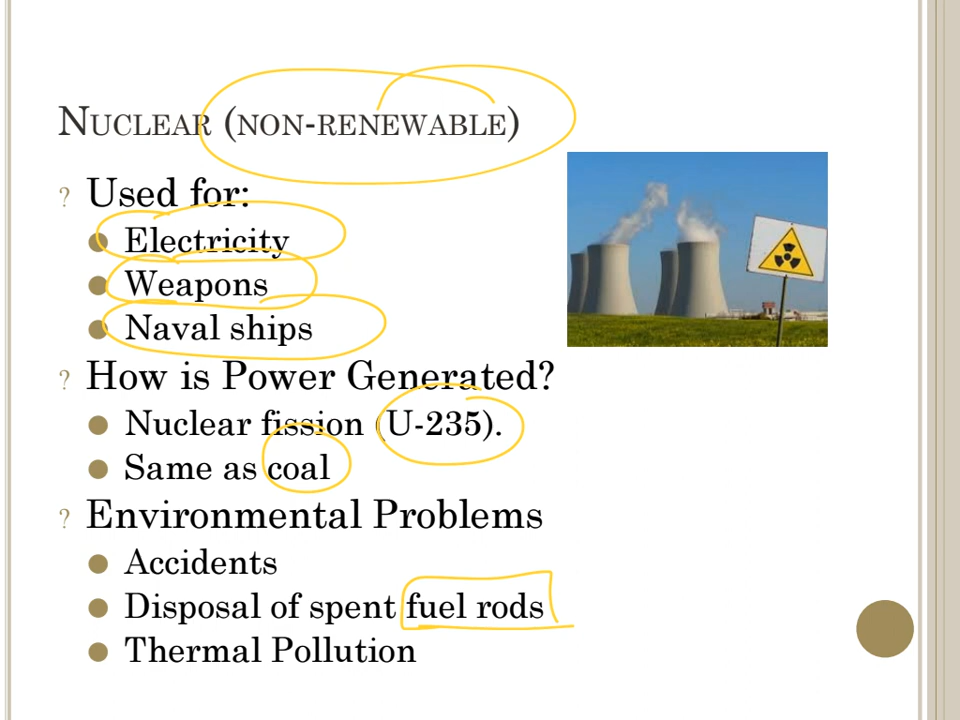 Nuclear (non-renewable)
? Used for:
● Electricity
● Weapons
● Naval ships
? How is Power Generated?
● Nuclear fission (U-235).
● Same as coal
? Environmental Problems
● Accidents
● Disposal of spent fuel rods
● Thermal Pollution